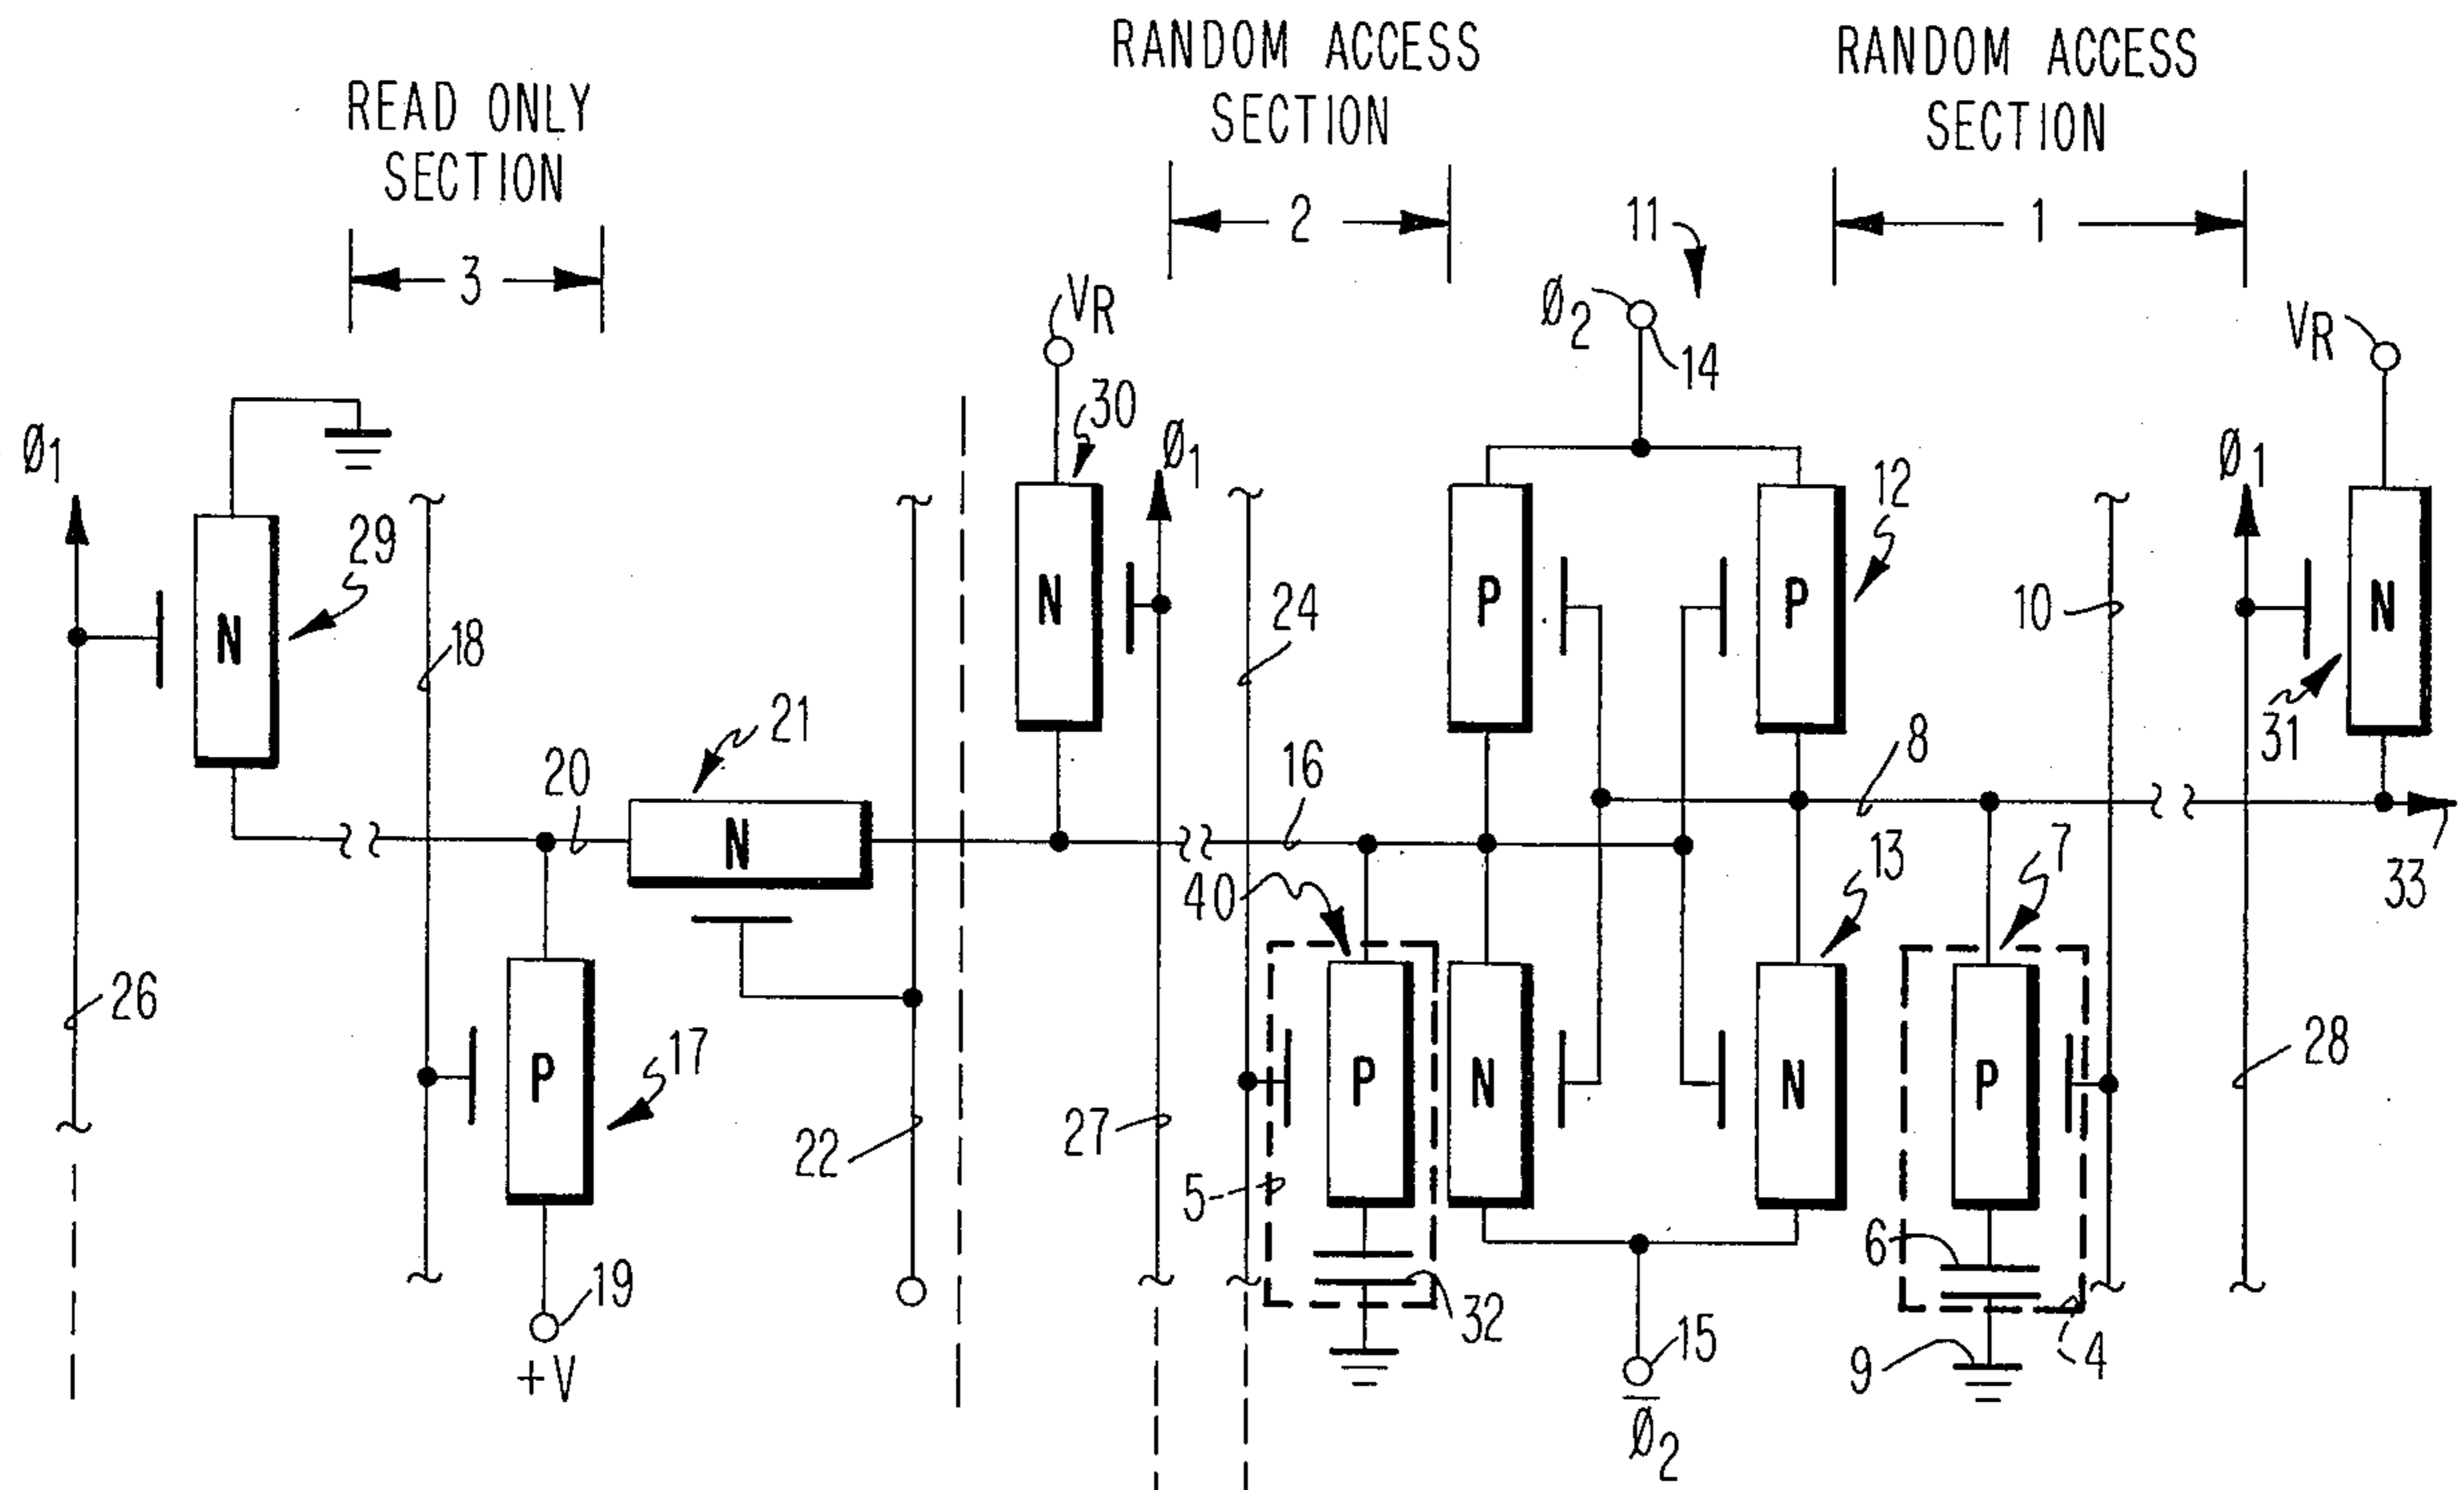 RANDOM ACCESS
SECTION
RANDOM ACCESS
SECTION
READ ONLY
SECTION
2
11
1
3
VR
Ø2
14
VR
30
Ø1
Ø1
12
Ø1
29
N
N
P
P
N
18
24
10
21
20
16
8
31
N
40
13
7
33
26
17
P
22
27
5
P
N
N
P
28
6
19
32
15
9
4
+V
Ø2